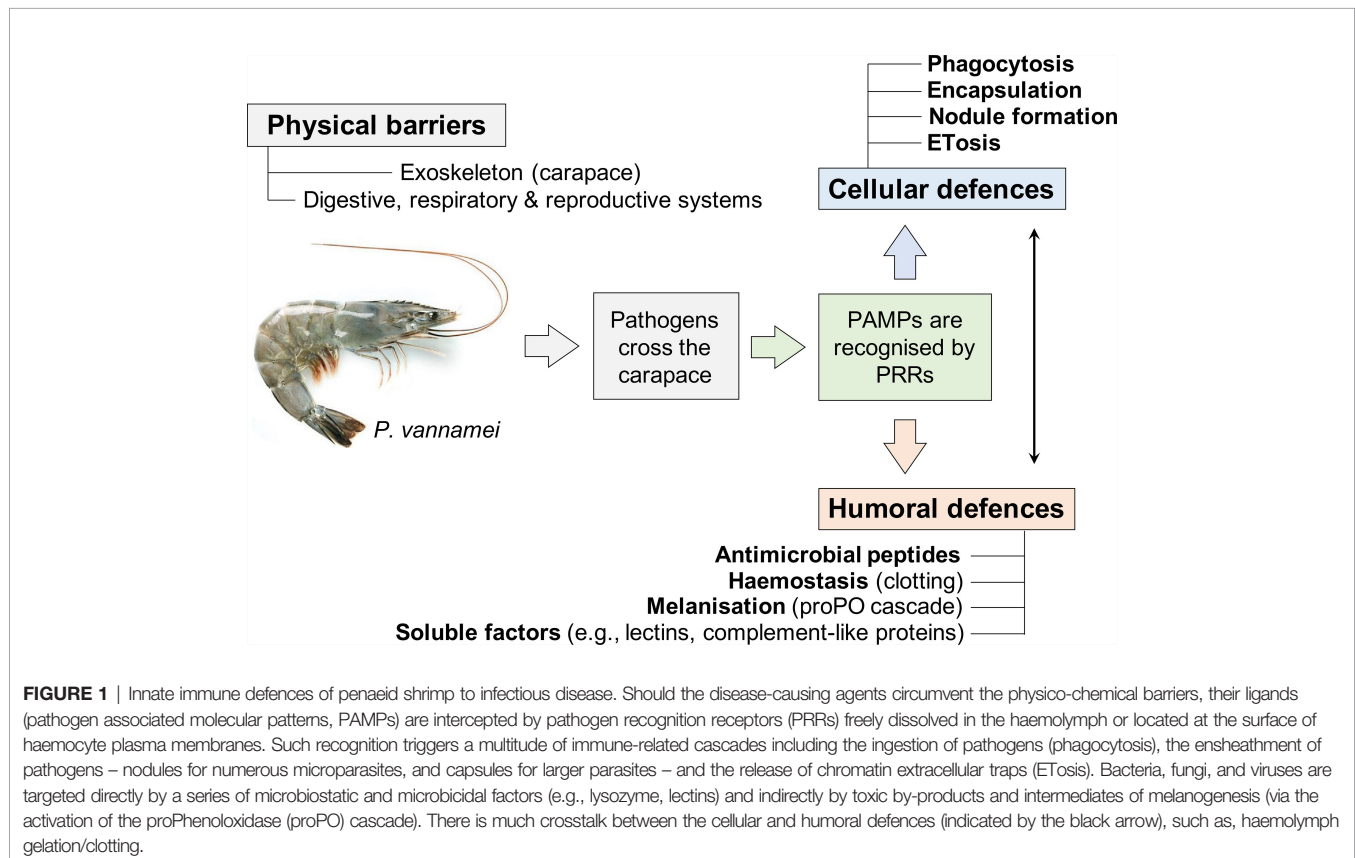 Physical barriers
Exoskeleton (carapace)
Digestive, respiratory & reproductive systems
P. vannamei
Pathogens
cross the
carapace
PAMPs are
recognised by
PRRs
Phagocytosis
Encapsulation
Nodule formation
ETosis
Cellular defences
Humoral defences
Antimicrobial peptides
Haemostasis (clotting)
Melanisation (proPO cascade)
Soluble factors (e.g., lectins, complement-like proteins)
FIGURE 1 | Innate immune defences of penaeid shrimp to infectious disease. Should the disease-causing agents circumvent the physico-chemical barriers, their ligands
(pathogen associated molecular patterns, PAMPs) are intercepted by pathogen recognition receptors (PRRs) freely dissolved in the haemolymph or located at the surface of
haemocyte plasma membranes. Such recognition triggers a multitude of immune-related cascades including the ingestion of pathogens (phagocytosis), the ensheathment of
pathogens – nodules for numerous microparasites, and capsules for larger parasites – and the release of chromatin extracellular traps (ETosis). Bacteria, fungi, and viruses are
targeted directly by a series of microbiostatic and microbicidal factors (e.g., lysozyme, lectins) and indirectly by toxic by-products and intermediates of melanogenesis (via the
activation of the proPhenoloxidase (proPO) cascade). There is much crosstalk between the cellular and humoral defences (indicated by the black arrow), such as, haemolymph
gelation/clotting.